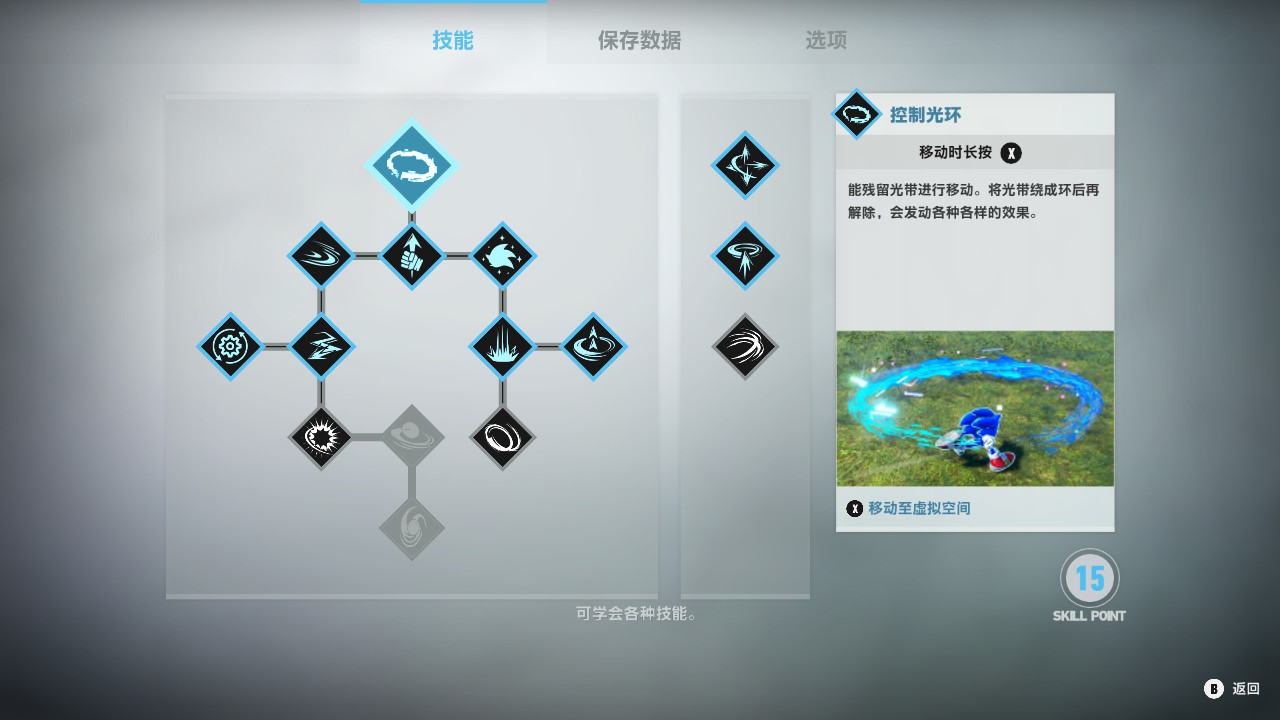 技能
保存数据
选项
控制光环
移动时长按 X
能残留光带进行移动。将光带绕成环后再
解除，会发动各种各样的效果。
X 移动至虚拟空间
15
SKILL POINT
可学会各种技能。
B 返回